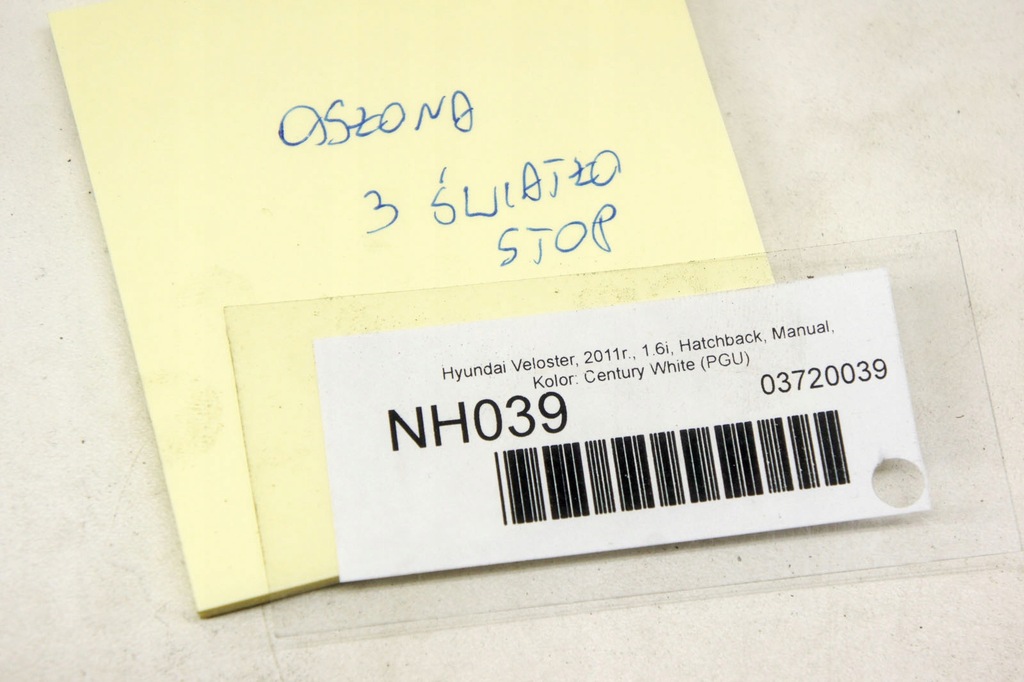 OSŁONA
3 ŚWIATŁO
STOP
Hyundai Veloster, 2011r., 1.6i, Hatchback, Manual,
Kolor: Century White (PGU)
NH039
03720039